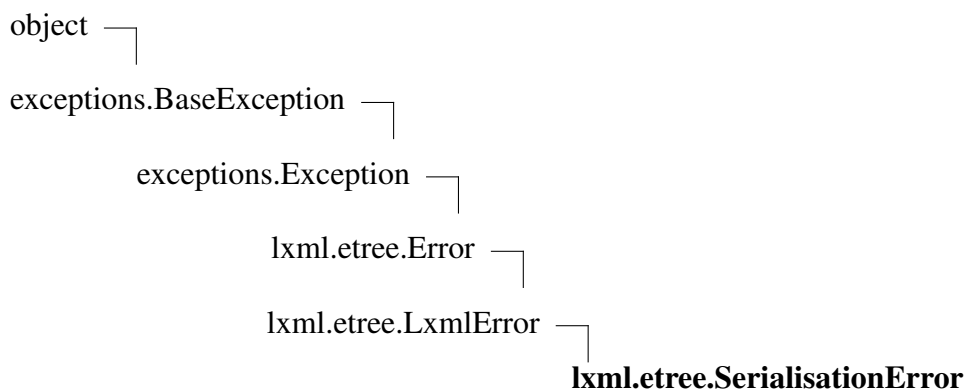 object
exceptions.BaseException
exceptions.Exception
lxml.etree.Error
lxml.etree.LxmlError
lxml.etree.SerialisationError